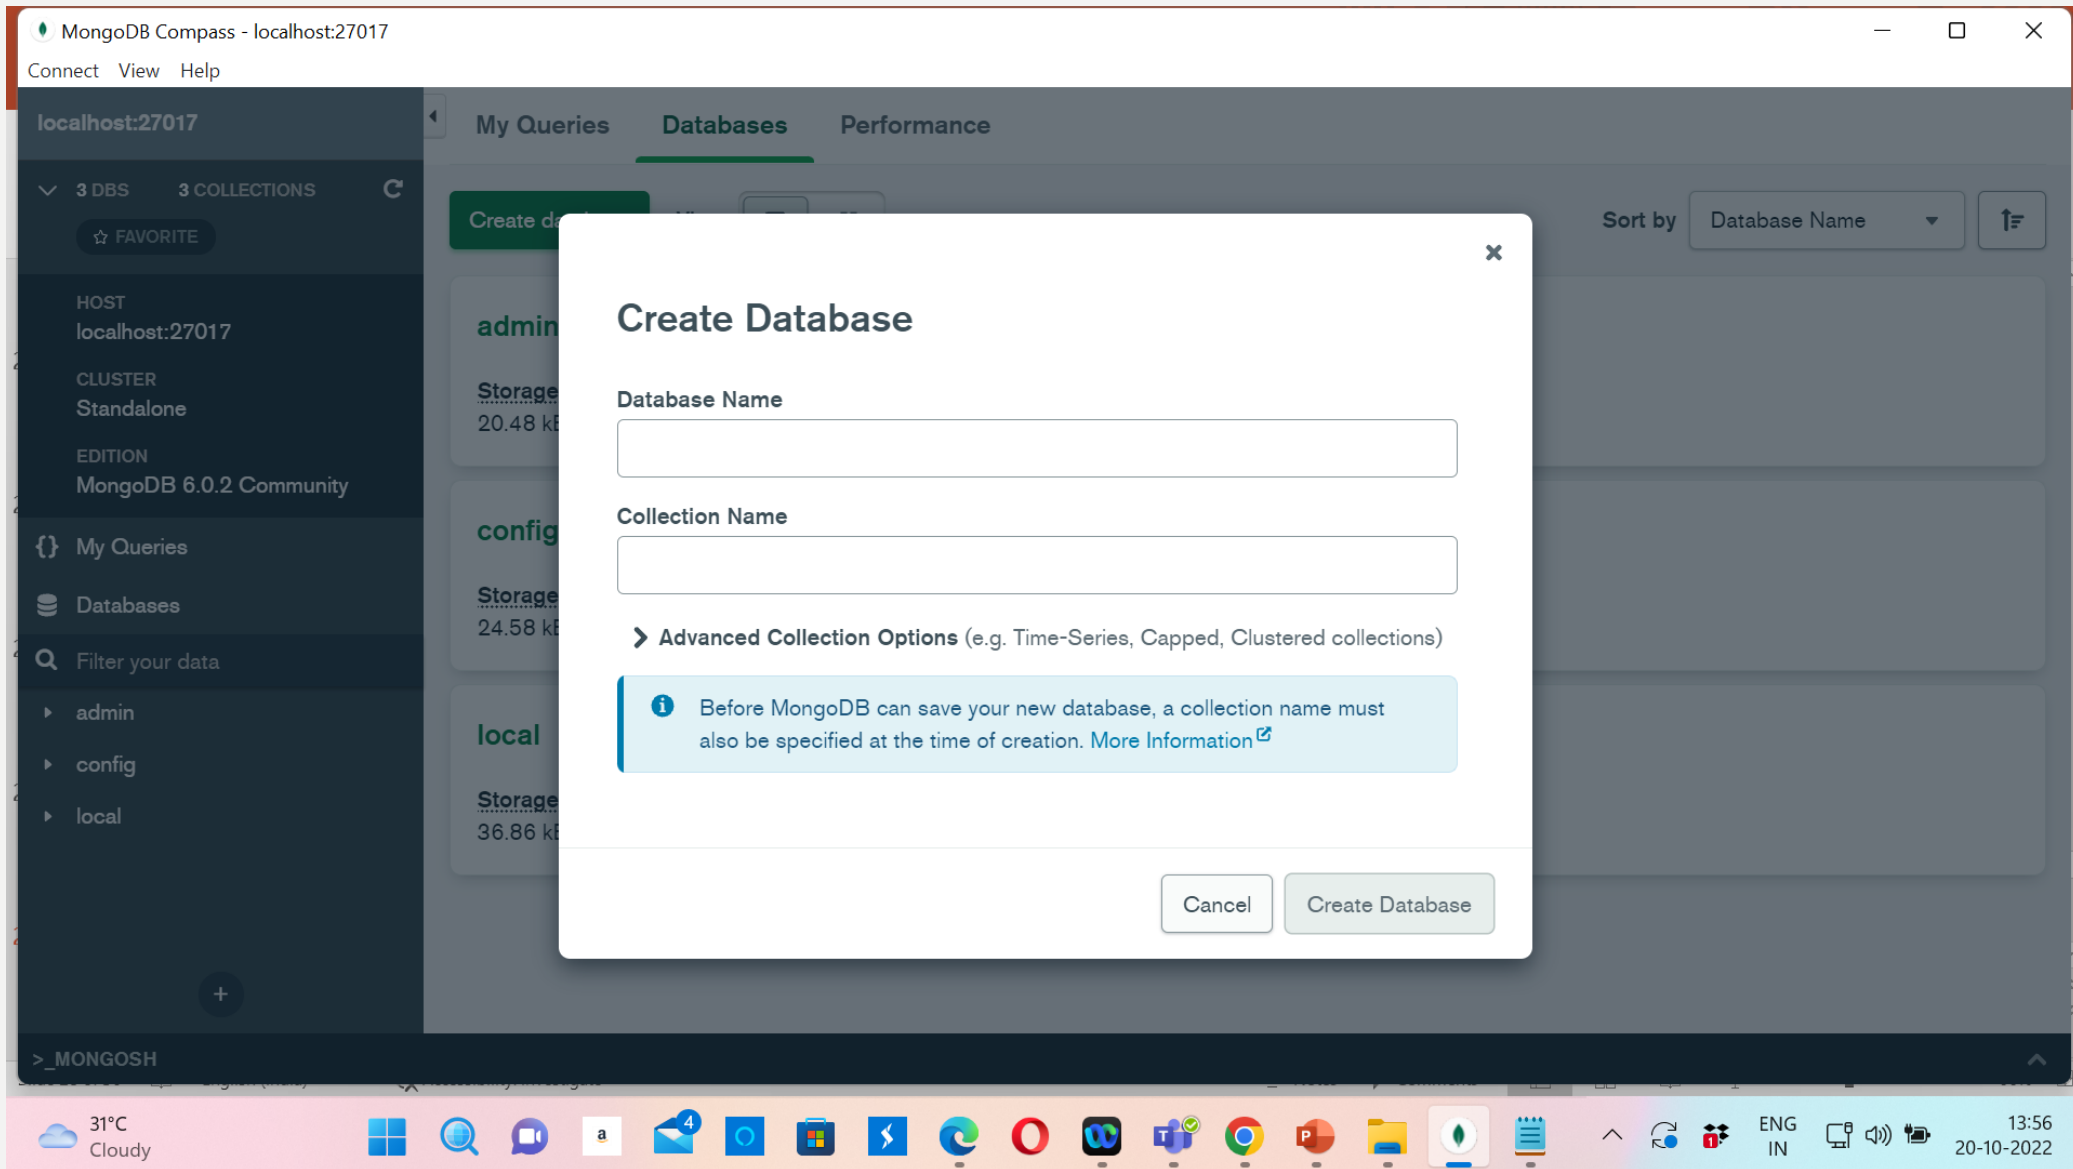 MongoDB Compass - localhost:27017
Connect View Help
localhost:27017
My Queries Databases Performance
3 DBS 3 COLLECTIONS
FAVORITE
Create
Sort by Database Name
HOST
localhost:27017
CLUSTER
Standalone
EDITION
MongoDB 6.0.2 Community
{} My Queries
Databases
Filter your data
admin
config
local
admin
Storage
20.48
config
Storage
24.58
local
Storage
36.86
Create Database
Database Name
Collection Name
Advanced Collection Options (e.g. Time-Series, Capped, Clustered collections)
Before MongoDB can save your new database, a collection name must
also be specified at the time of creation. More Information
Cancel Create Database
>_MONGOSH
31°C
Cloudy
a
4
1
ENG
IN
13:56
20-10-2022